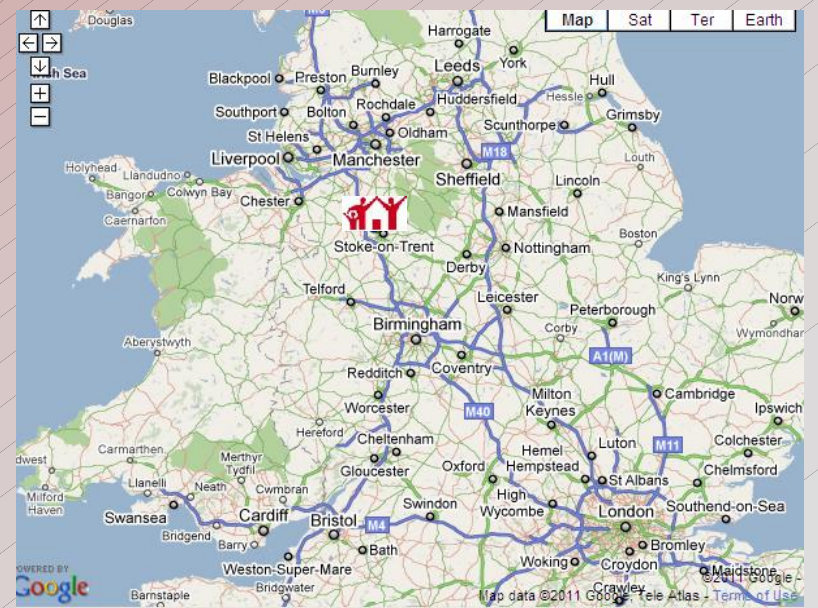 Douglas
Map Sat Ter Earth
Harrogate
York
Irish Sea
Leeds
Blackpool Preston Burnley
Hull
Hessle
Southport Bolton Rochdale Huddersfield
Grimsby
Scunthorpe
St Helens Oldham
Liverpool Manchester
M18
Louth
Holyhead Llandudno
Sheffield
Bangor Colwyn Bay
Lincoln
Chester
Caernarfon
Mansfield
Stoke-on-Trent
Boston
Nottingham
Derby
King's Lynn
Telford
Leicester
Norw
Peterborough
Birmingham
Corby
Wymondhar
Aberystwyth
A1(M)
Redditch Coventry
Milton
Keynes
Cambridge
Worcester
M40
Ipswich
Hereford
Cheltenham
Luton
M11
Colchester
Carmarthen
Merthyr
Tydfil
Hemel
Hempstead
dwest
Gloucester
Oxford
Chelmsford
Llanelli
Neath
Cwmbran
St Albans
Milford
Haven
High
Wycombe
Swindon
London
Southend-on-Sea
Swansea
Cardiff
Bristol
M4
Bridgend
Barry
Bath
Bromley
Woking
Croydon
Weston-Super-Mare
Maidstone
POWERED BY
Google
Bridgwater
Crawley
Barnstaple
©2011 Google -
Map data ©2011 Google, Tele Atlas - Terms of Use